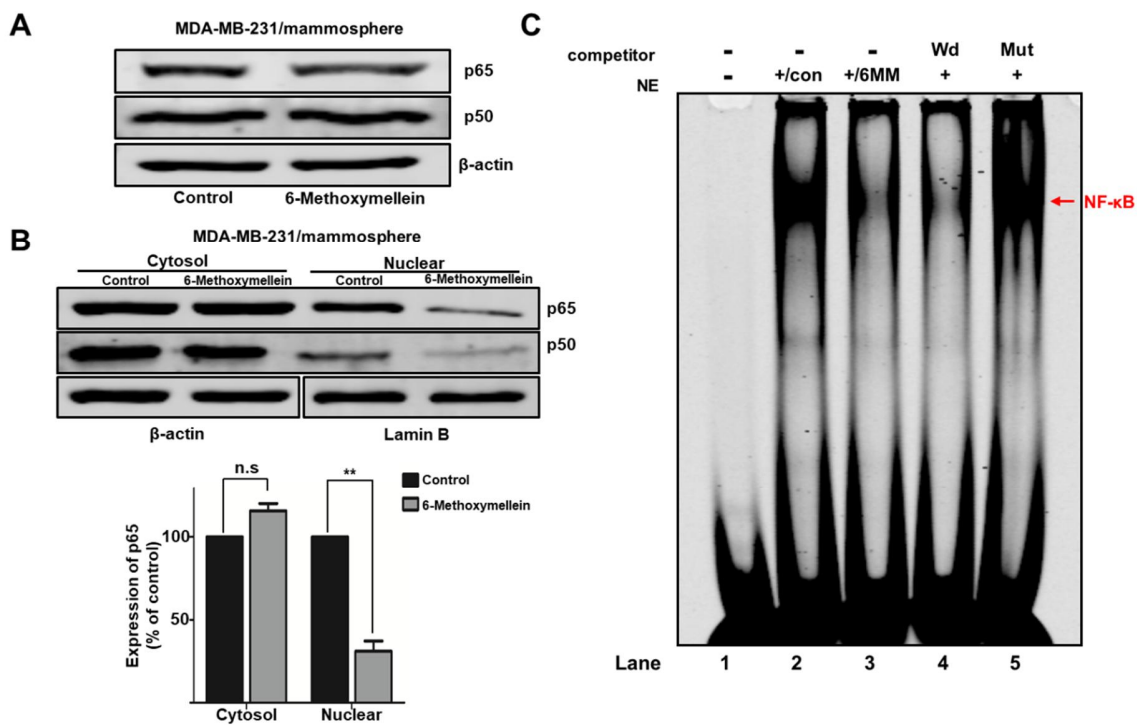 A
MDA-MB-231/mammosphere
p65
p50
β-actin
Control 6-Methoxymellein
B
MDA-MB-231/mammosphere
Cytosol Nuclear
Control 6-Methoxymellein Control 6-Methoxymellein
p65
p50
β-actin Lamin B
n.s
**
Control
6-Methoxymellein
Expression of p65
(% of control)
100
50
Cytosol Nuclear
C
competitor - - - Wd Mut
NE - +/con +/6MM + +
NF-κB
Lane 1 2 3 4 5